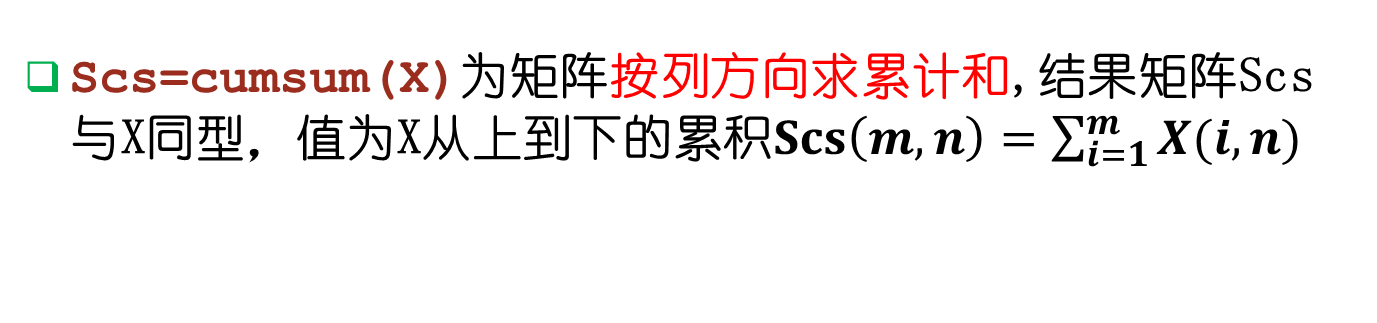 Scs=cumsum(X)为矩阵按列方向求累计和,结果矩阵Scs
与X同型，值为X从上到下的累积Scs(m,n) = ∑_{i=1}^{m} X(i,n)